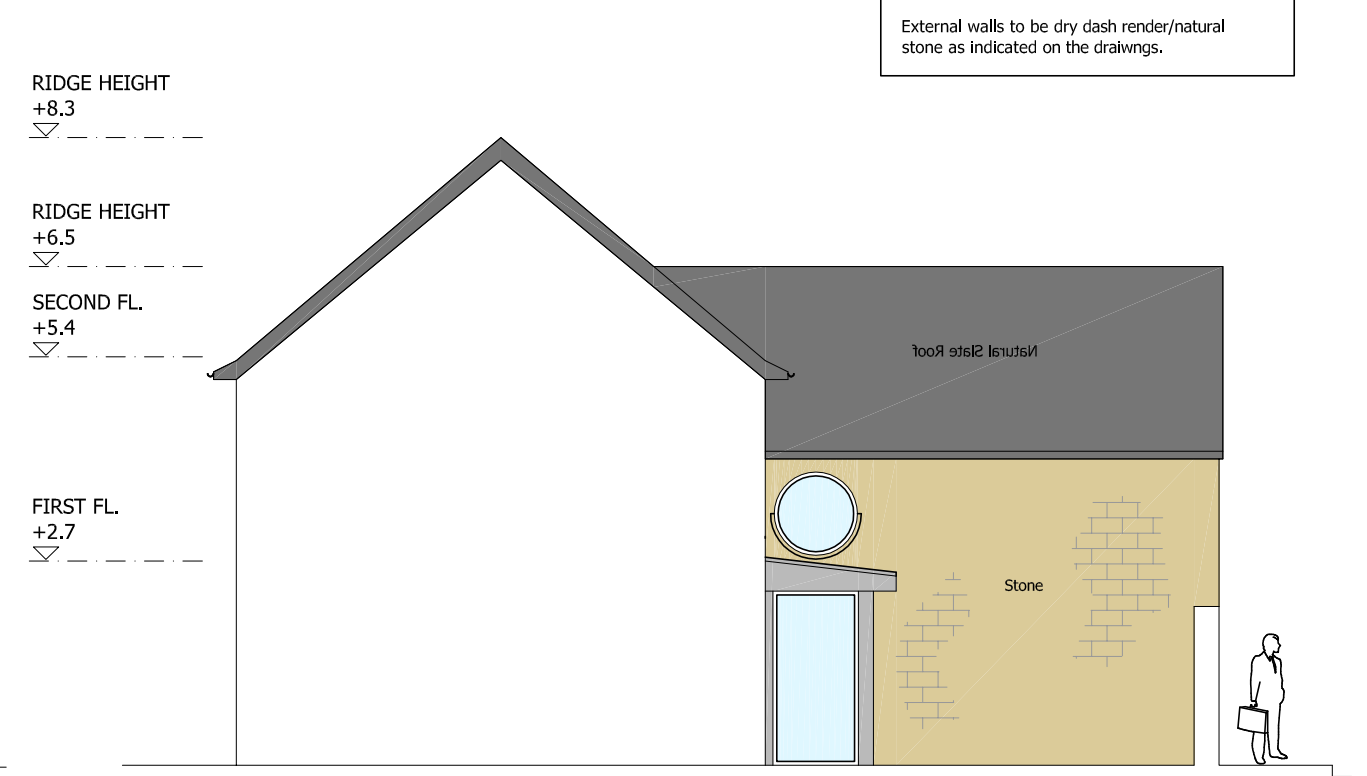 External walls to be dry dash render/natural
stone as indicated on the draiwngs.
RIDGE HEIGHT
+8.3
RIDGE HEIGHT
+6.5
SECOND FL.
+5.4
Natural Slate Roof
FIRST FL.
+2.7
Stone